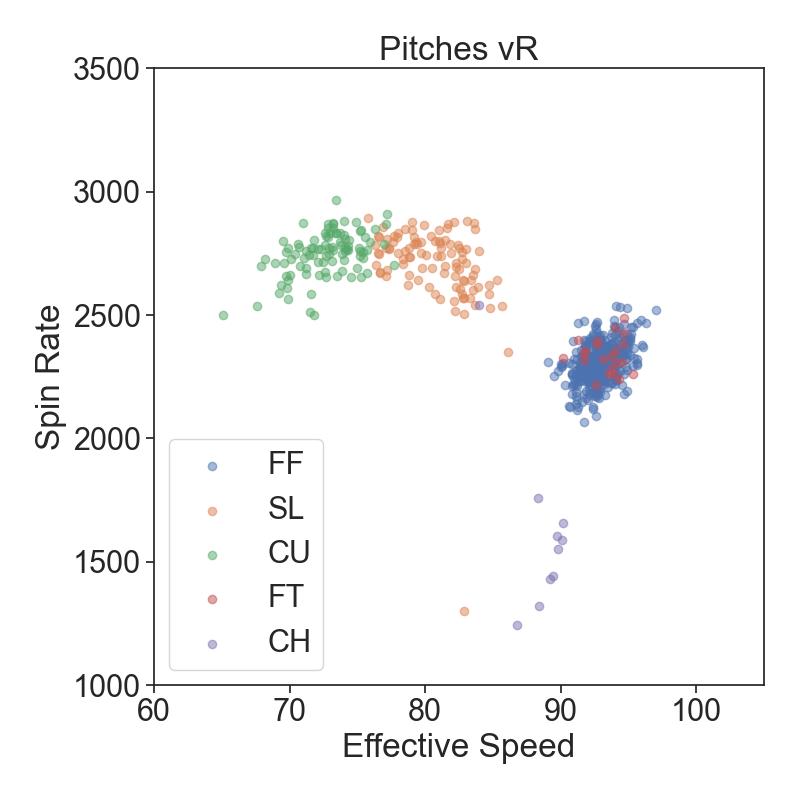 Pitches vR
3500
3000
2500
2000
1500
1000
Spin Rate
FF
SL
CU
FT
CH
60 70 80 90 100
Effective Speed